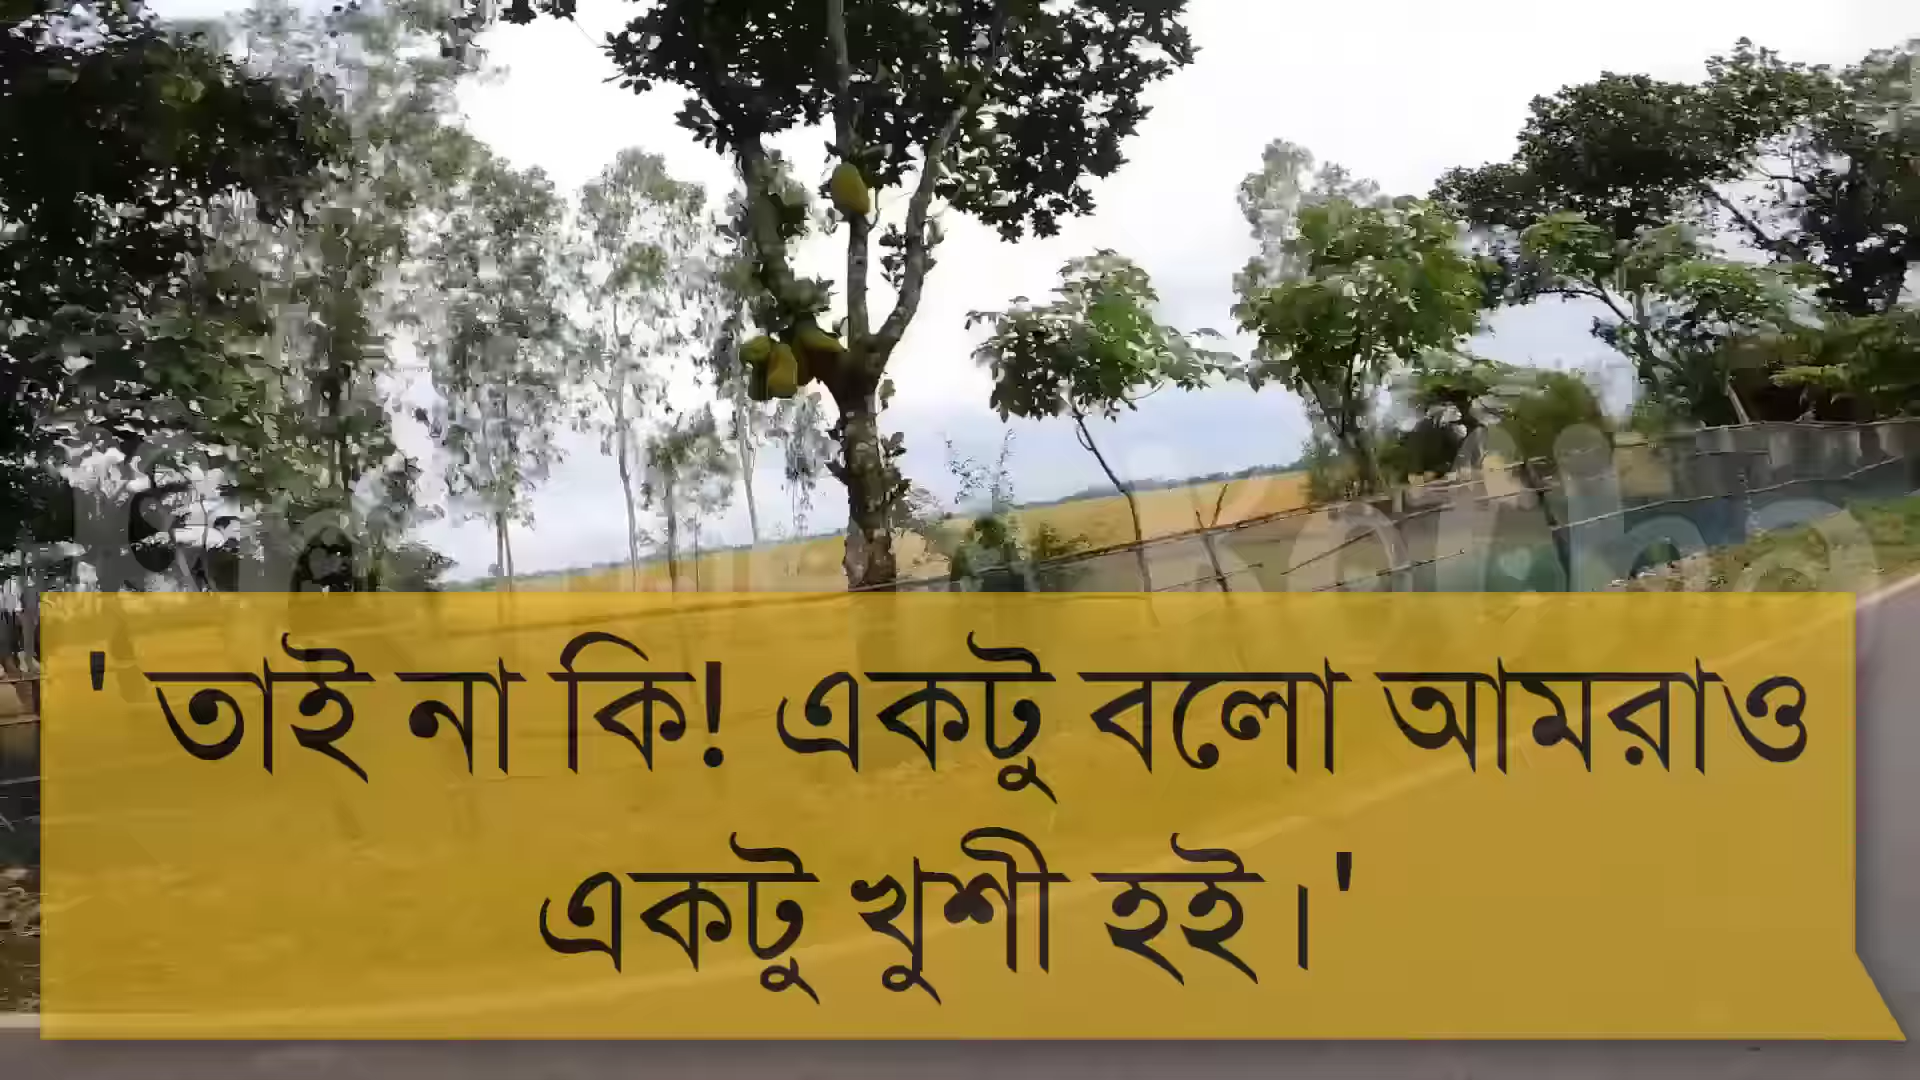 ' তাই না কি! একটু বলো আমরাও
একটু খুশী হই।'